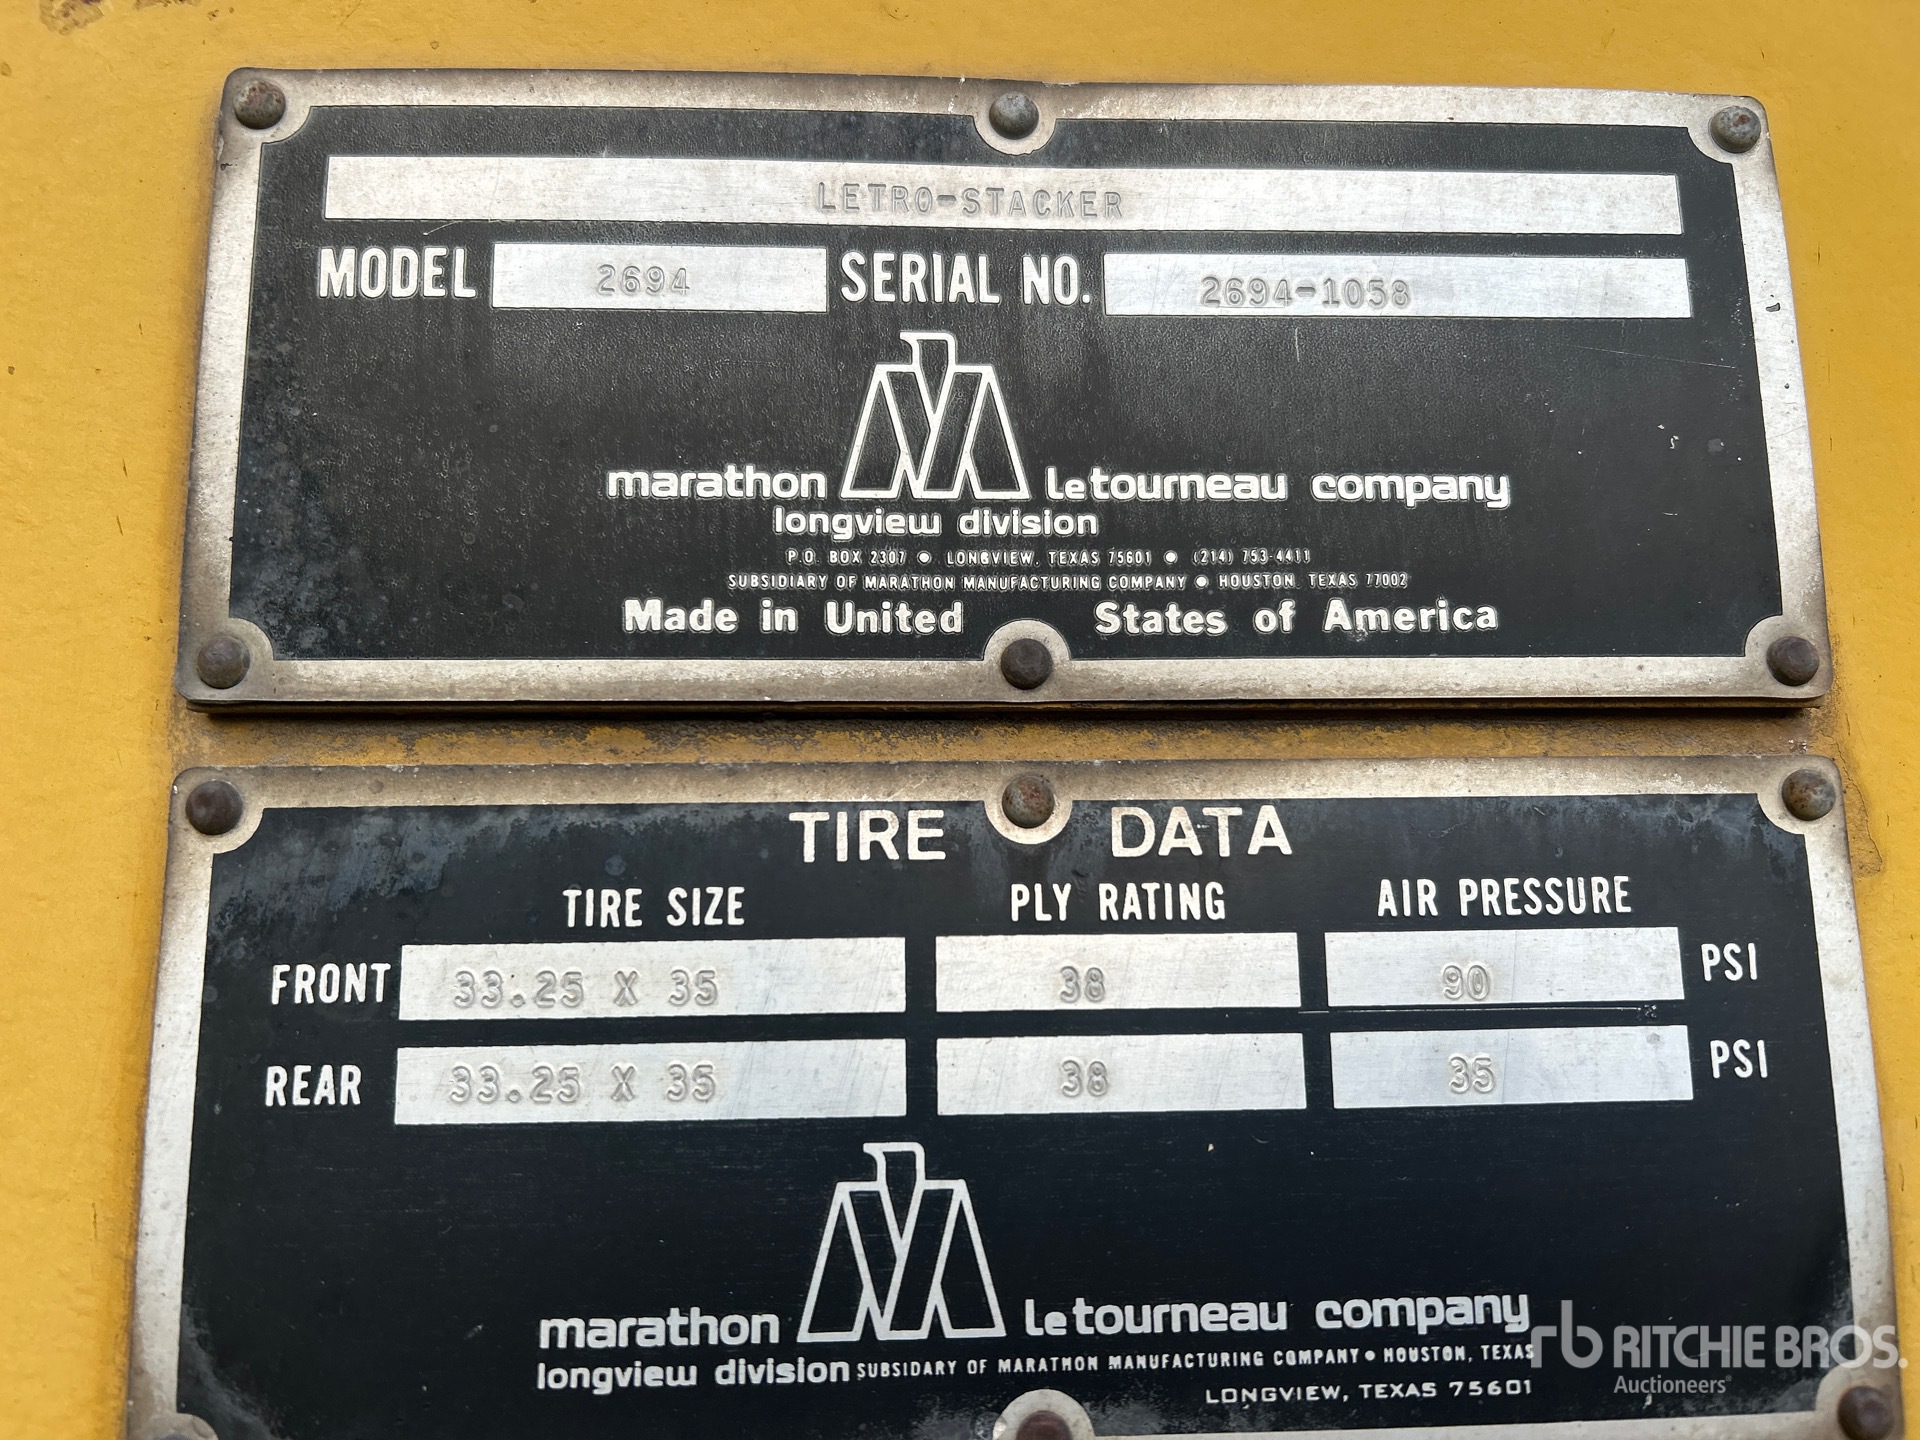 LETRO-STACKER
MODEL 2694 SERIAL NO. 2694-1058
marathon LeTourneau company
longview division
P.O. BOX 2307 • LONGVIEW, TEXAS 75601 • (214) 753-4411
SUBSIDIARY OF MARATHON MANUFACTURING COMPANY • HOUSTON, TEXAS 77002
Made in United States of America
TIRE DATA
TIRE SIZE PLY RATING AIR PRESSURE
FRONT 33.25 X 35 38 90 PSI
REAR 33.25 X 35 38 35 PSI
marathon LeTourneau company
longview division SUBSIDARY OF MARATHON MANUFACTURING COMPANY • HOUSTON, TEXAS
LONGVIEW, TEXAS 75601
rb RITCHIE BROS.
Auctioneers